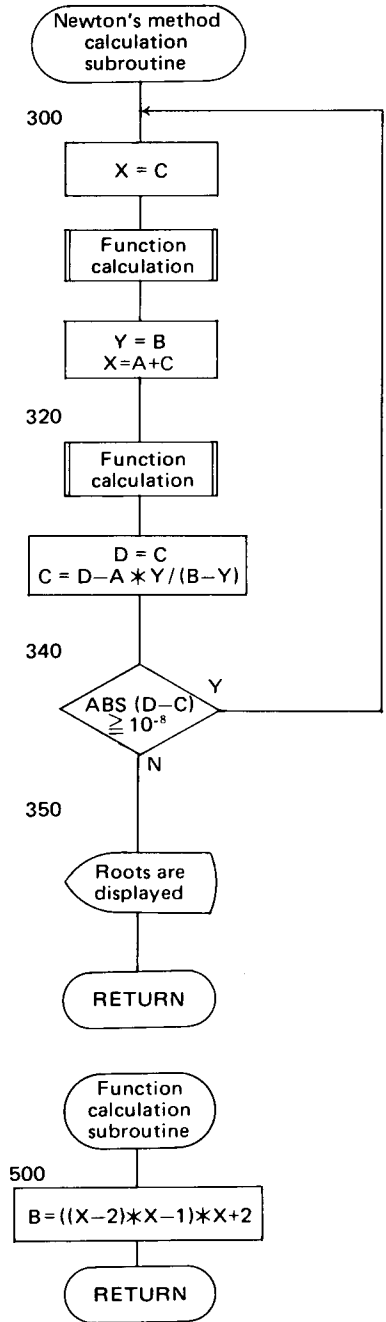 Newton's method
calculation
subroutine
300
X = C
Function
calculation
Y = B
X=A+C
320
Function
calculation
D = C
C = D−A ∗ Y / (B−Y)
340
ABS (D−C)
≧ 10⁻⁸
Y
N
350
Roots are
displayed
RETURN
Function
calculation
subroutine
500
B=((X−2)∗X−1)∗X+2
RETURN